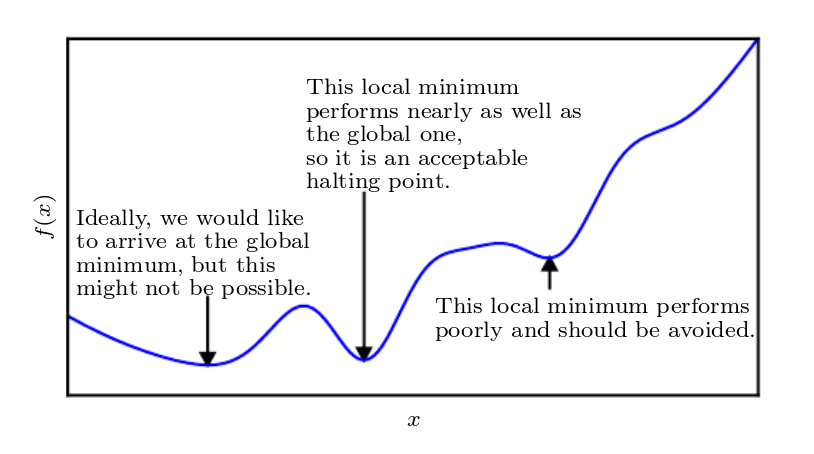 This local minimum
performs nearly as well as
the global one,
so it is an acceptable
halting point.
Ideally, we would like
to arrive at the global
minimum, but this
might not be possible.
This local minimum performs
poorly and should be avoided.
f(x)
x